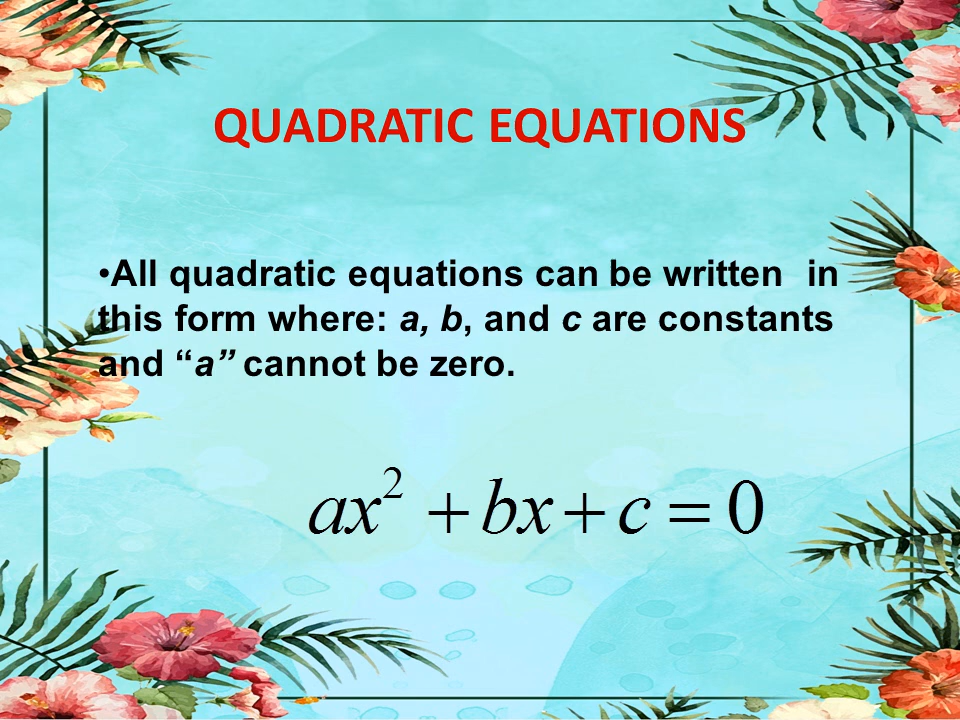 QUADRATIC EQUATIONS
•All quadratic equations can be written in
this form where: a, b, and c are constants
and “a” cannot be zero.
ax² + bx + c = 0